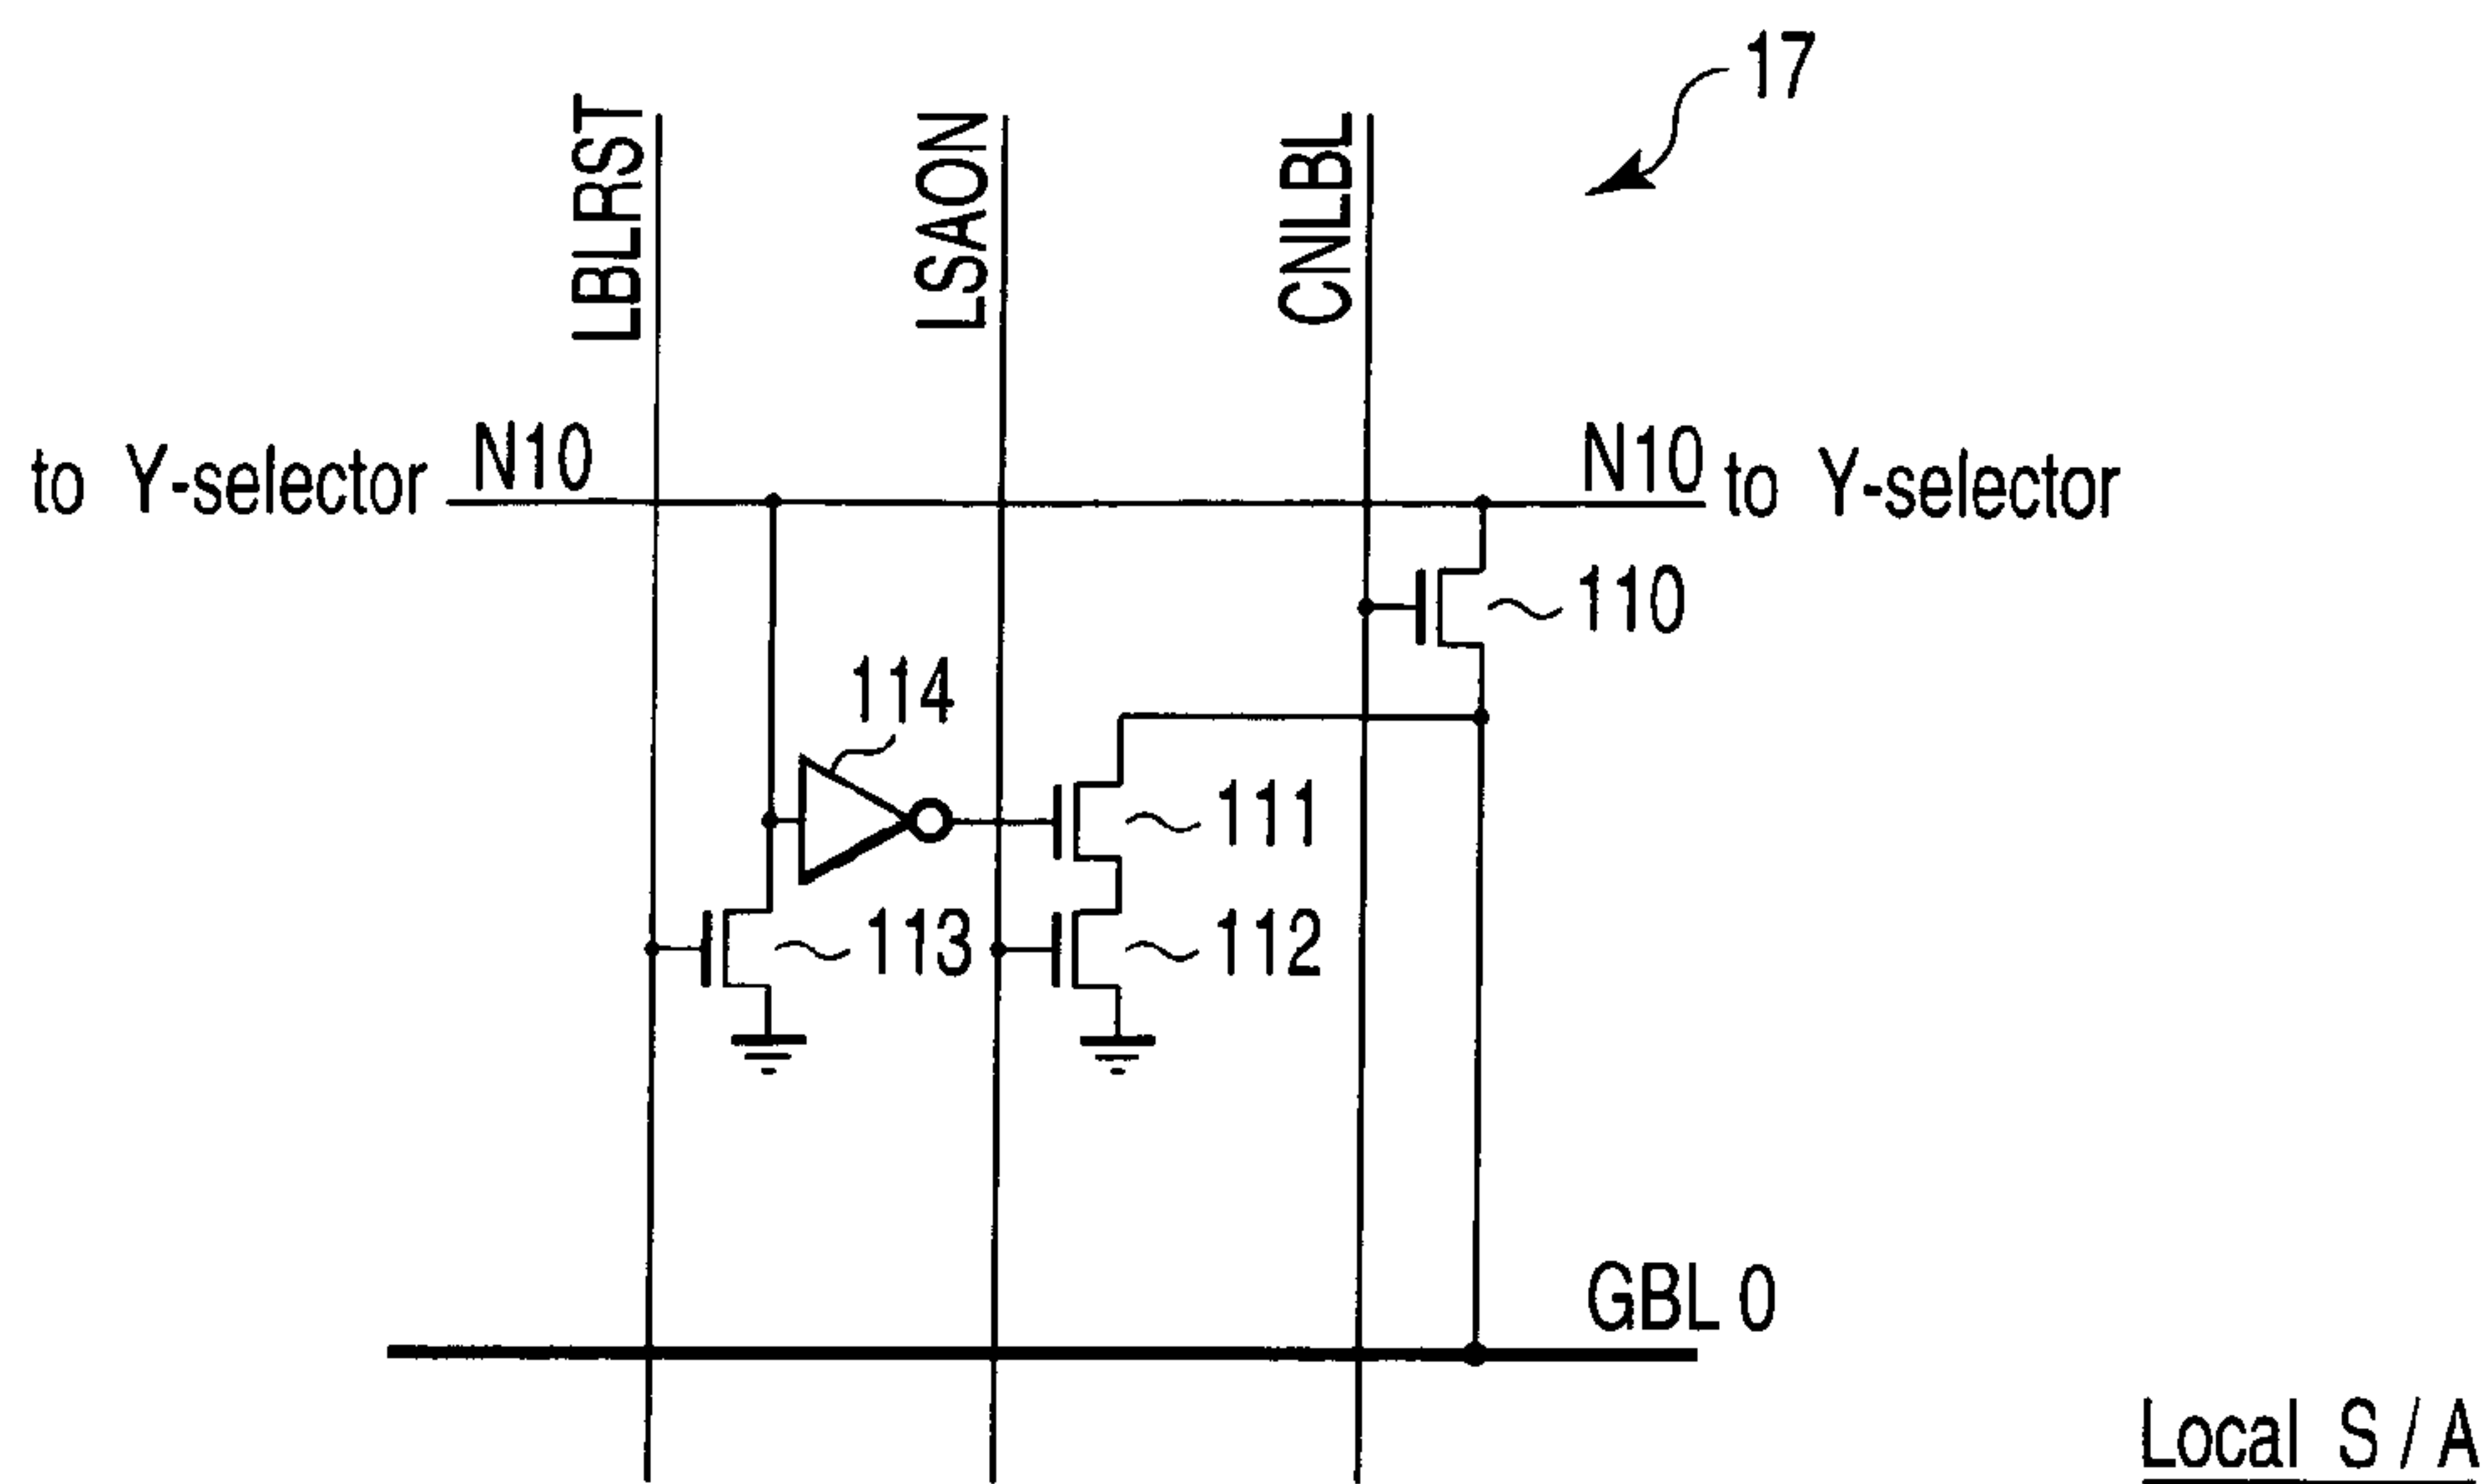 17
LBLRST
LSAON
CNLBL
to Y-selector N10
N10 to Y-selector
110
114
111
113
112
GBL 0
Local S / A